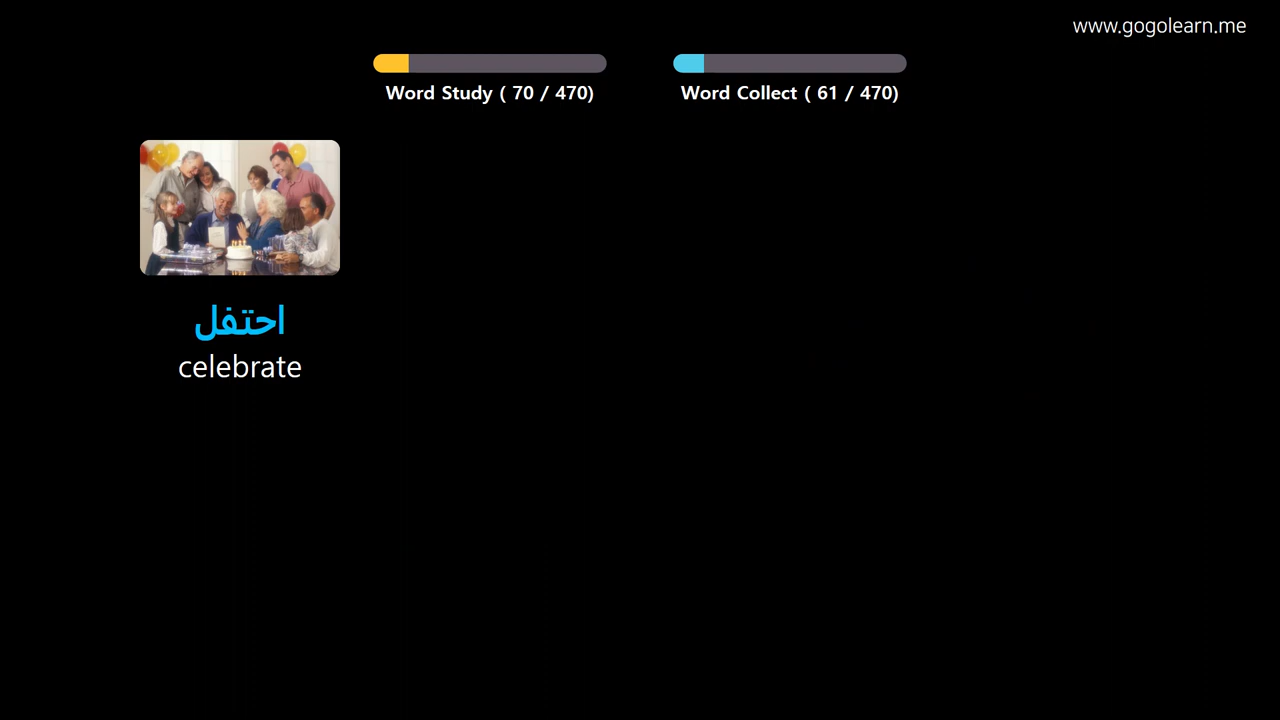 www.gogolearn.me
Word Study ( 70 / 470)
Word Collect ( 61 / 470)
احتفل
celebrate